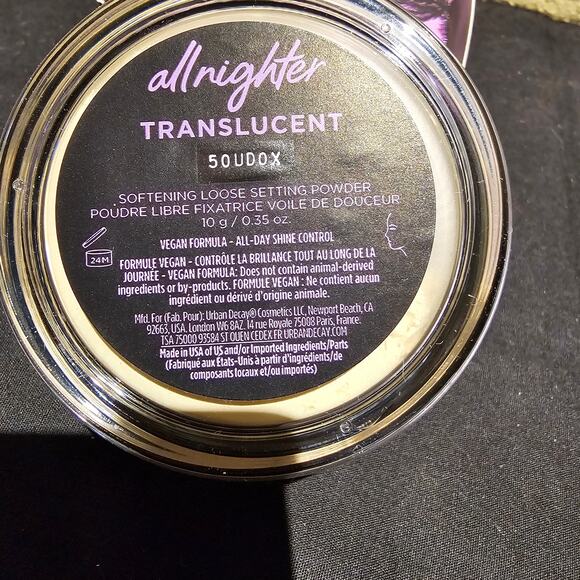 allnighter
TRANSLUCENT
50UD0X
SOFTENING LOOSE SETTING POWDER
POUDRE LIBRE FIXATRICE VOILE DE DOUCEUR
10 g / 0.35 oz.
VEGAN FORMULA - ALL-DAY SHINE CONTROL
24M
FORMULE VEGAN - CONTRÔLE LA BRILLANCE TOUT AU LONG DE LA
JOURNÉE - VEGAN FORMULA: Does not contain animal-derived
ingredients or by-products. FORMULE VEGAN : Ne contient aucun
ingrédient ou dérivé d'origine animale.
Mfd. For (Fab. Pour): Urban Decay® Cosmetics LLC, Newport Beach, CA
92663, USA. London W6 8AZ. 14 rue Royale 75008 Paris, France.
TSA 75000 93584 ST OUEN CEDEX FR URBANDECAY.COM
Made in USA of US and/or Imported Ingredients/Parts
(Fabriqué aux États-Unis à partir d'ingrédients/de
composants locaux et/ou importés)